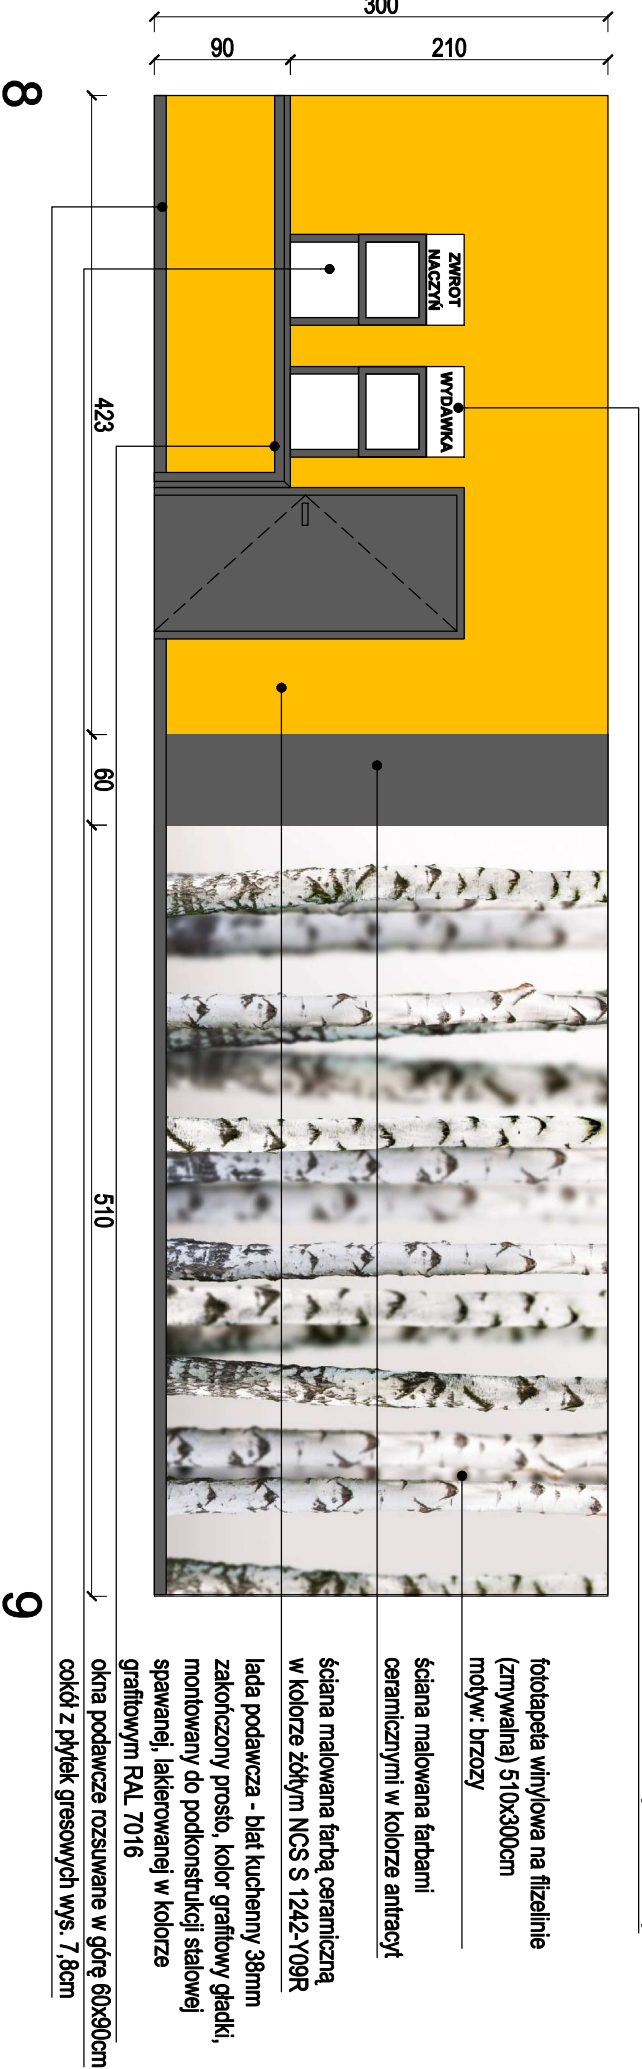 300
90
210
8
ZWROT
NACZYŃ
WYDAWKA
423
60
510
9
fototapeta winylowa na flizelinie
(zmywalna) 510x300cm
motyw: brzozy
ściana malowana farbami
ceramicznymi w kolorze antracyt
ściana malowana farbą ceramiczną
w kolorze żółtym NCS S 1242-Y09R
lada podawcza - blat kuchenny 38mm
zakończony prosto, kolor grafitowy gładki,
montowany do podkonstrukcji stalowej
spawanej, lakierowanej w kolorze
grafitowym RAL 7016
okna podawcze rozsuwane w górę 60x90cm
cokół z płytek gresowych wys. 7,8cm